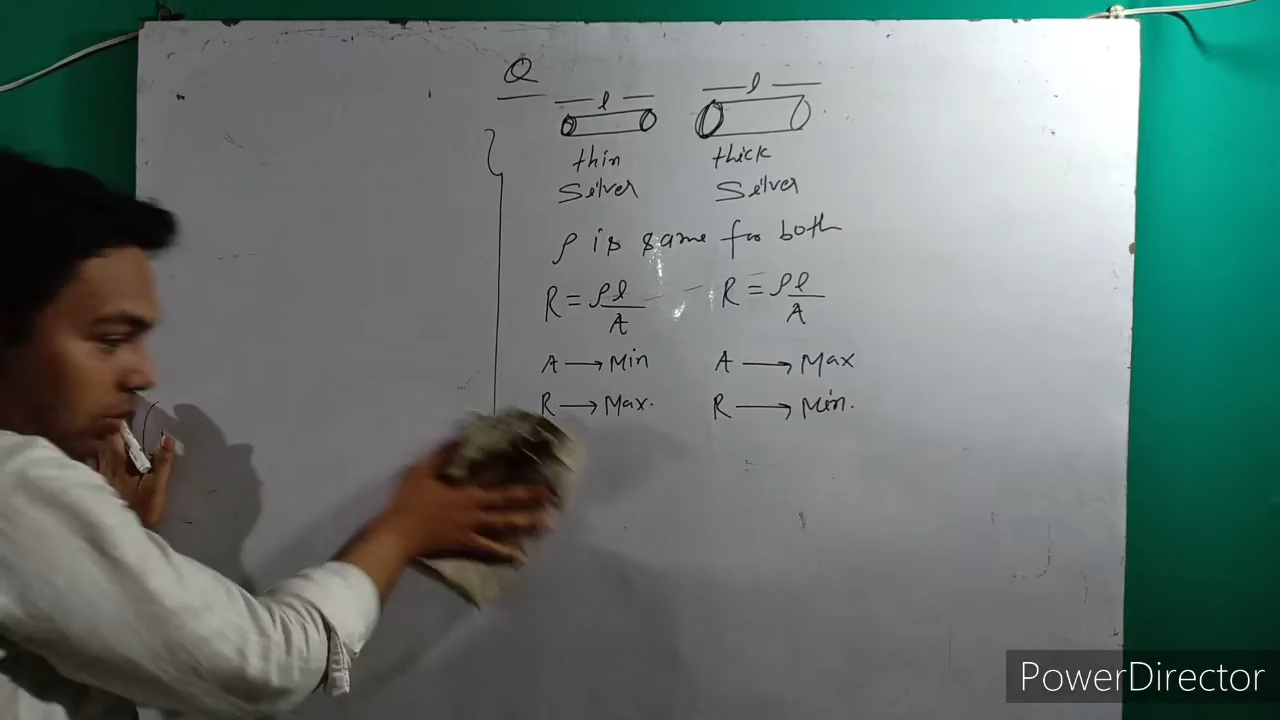 Q
l l
thin thick
Silver Silver
ρ is same for both
R = ρl/A R = ρl/A
A → Min A → Max
R → Max. R → Min.
PowerDirector